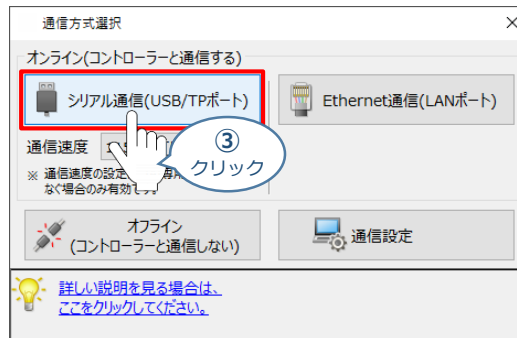 通信方式選択
オンライン(コントローラーと通信する)
シリアル通信(USB/TPポート)
Ethernet通信(LANポート)
通信速度
③
クリック
※ 通信速度の設定
なぐ場合のみ有効です。
オフライン
(コントローラーと通信しない)
通信設定
詳しい説明を見る場合は、
ここをクリックしてください。